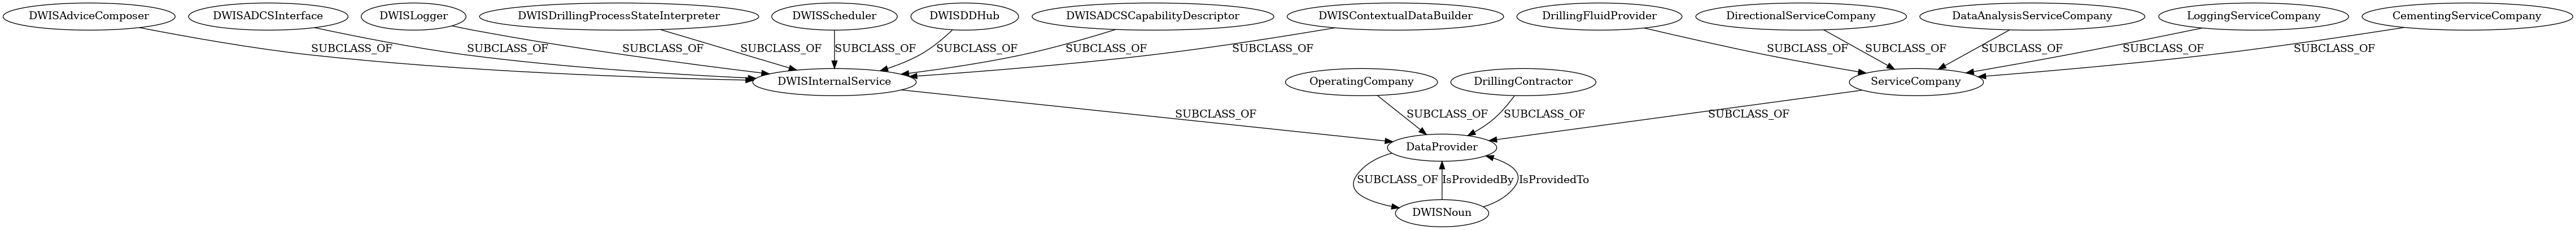 DWISAdviceComposer
DWISADCSInterface
DWISLogger
DWISDrillingProcessStateInterpreter
DWISScheduler
DWISDDHub
DWISADCSCapabilityDescriptor
DWISContextualDataBuilder
DrillingFluidProvider
DirectionalServiceCompany
DataAnalysisServiceCompany
LoggingServiceCompany
CementingServiceCompany
SUBCLASS_OF
SUBCLASS_OF
SUBCLASS_OF
SUBCLASS_OF
SUBCLASS_OF
SUBCLASS_OF
SUBCLASS_OF
SUBCLASS_OF
SUBCLASS_OF
SUBCLASS_OF
SUBCLASS_OF
SUBCLASS_OF
SUBCLASS_OF
DWISInternalService
OperatingCompany
DrillingContractor
ServiceCompany
SUBCLASS_OF
SUBCLASS_OF
SUBCLASS_OF
SUBCLASS_OF
DataProvider
SUBCLASS_OF
IsProvidedBy
IsProvidedTo
DWISNoun